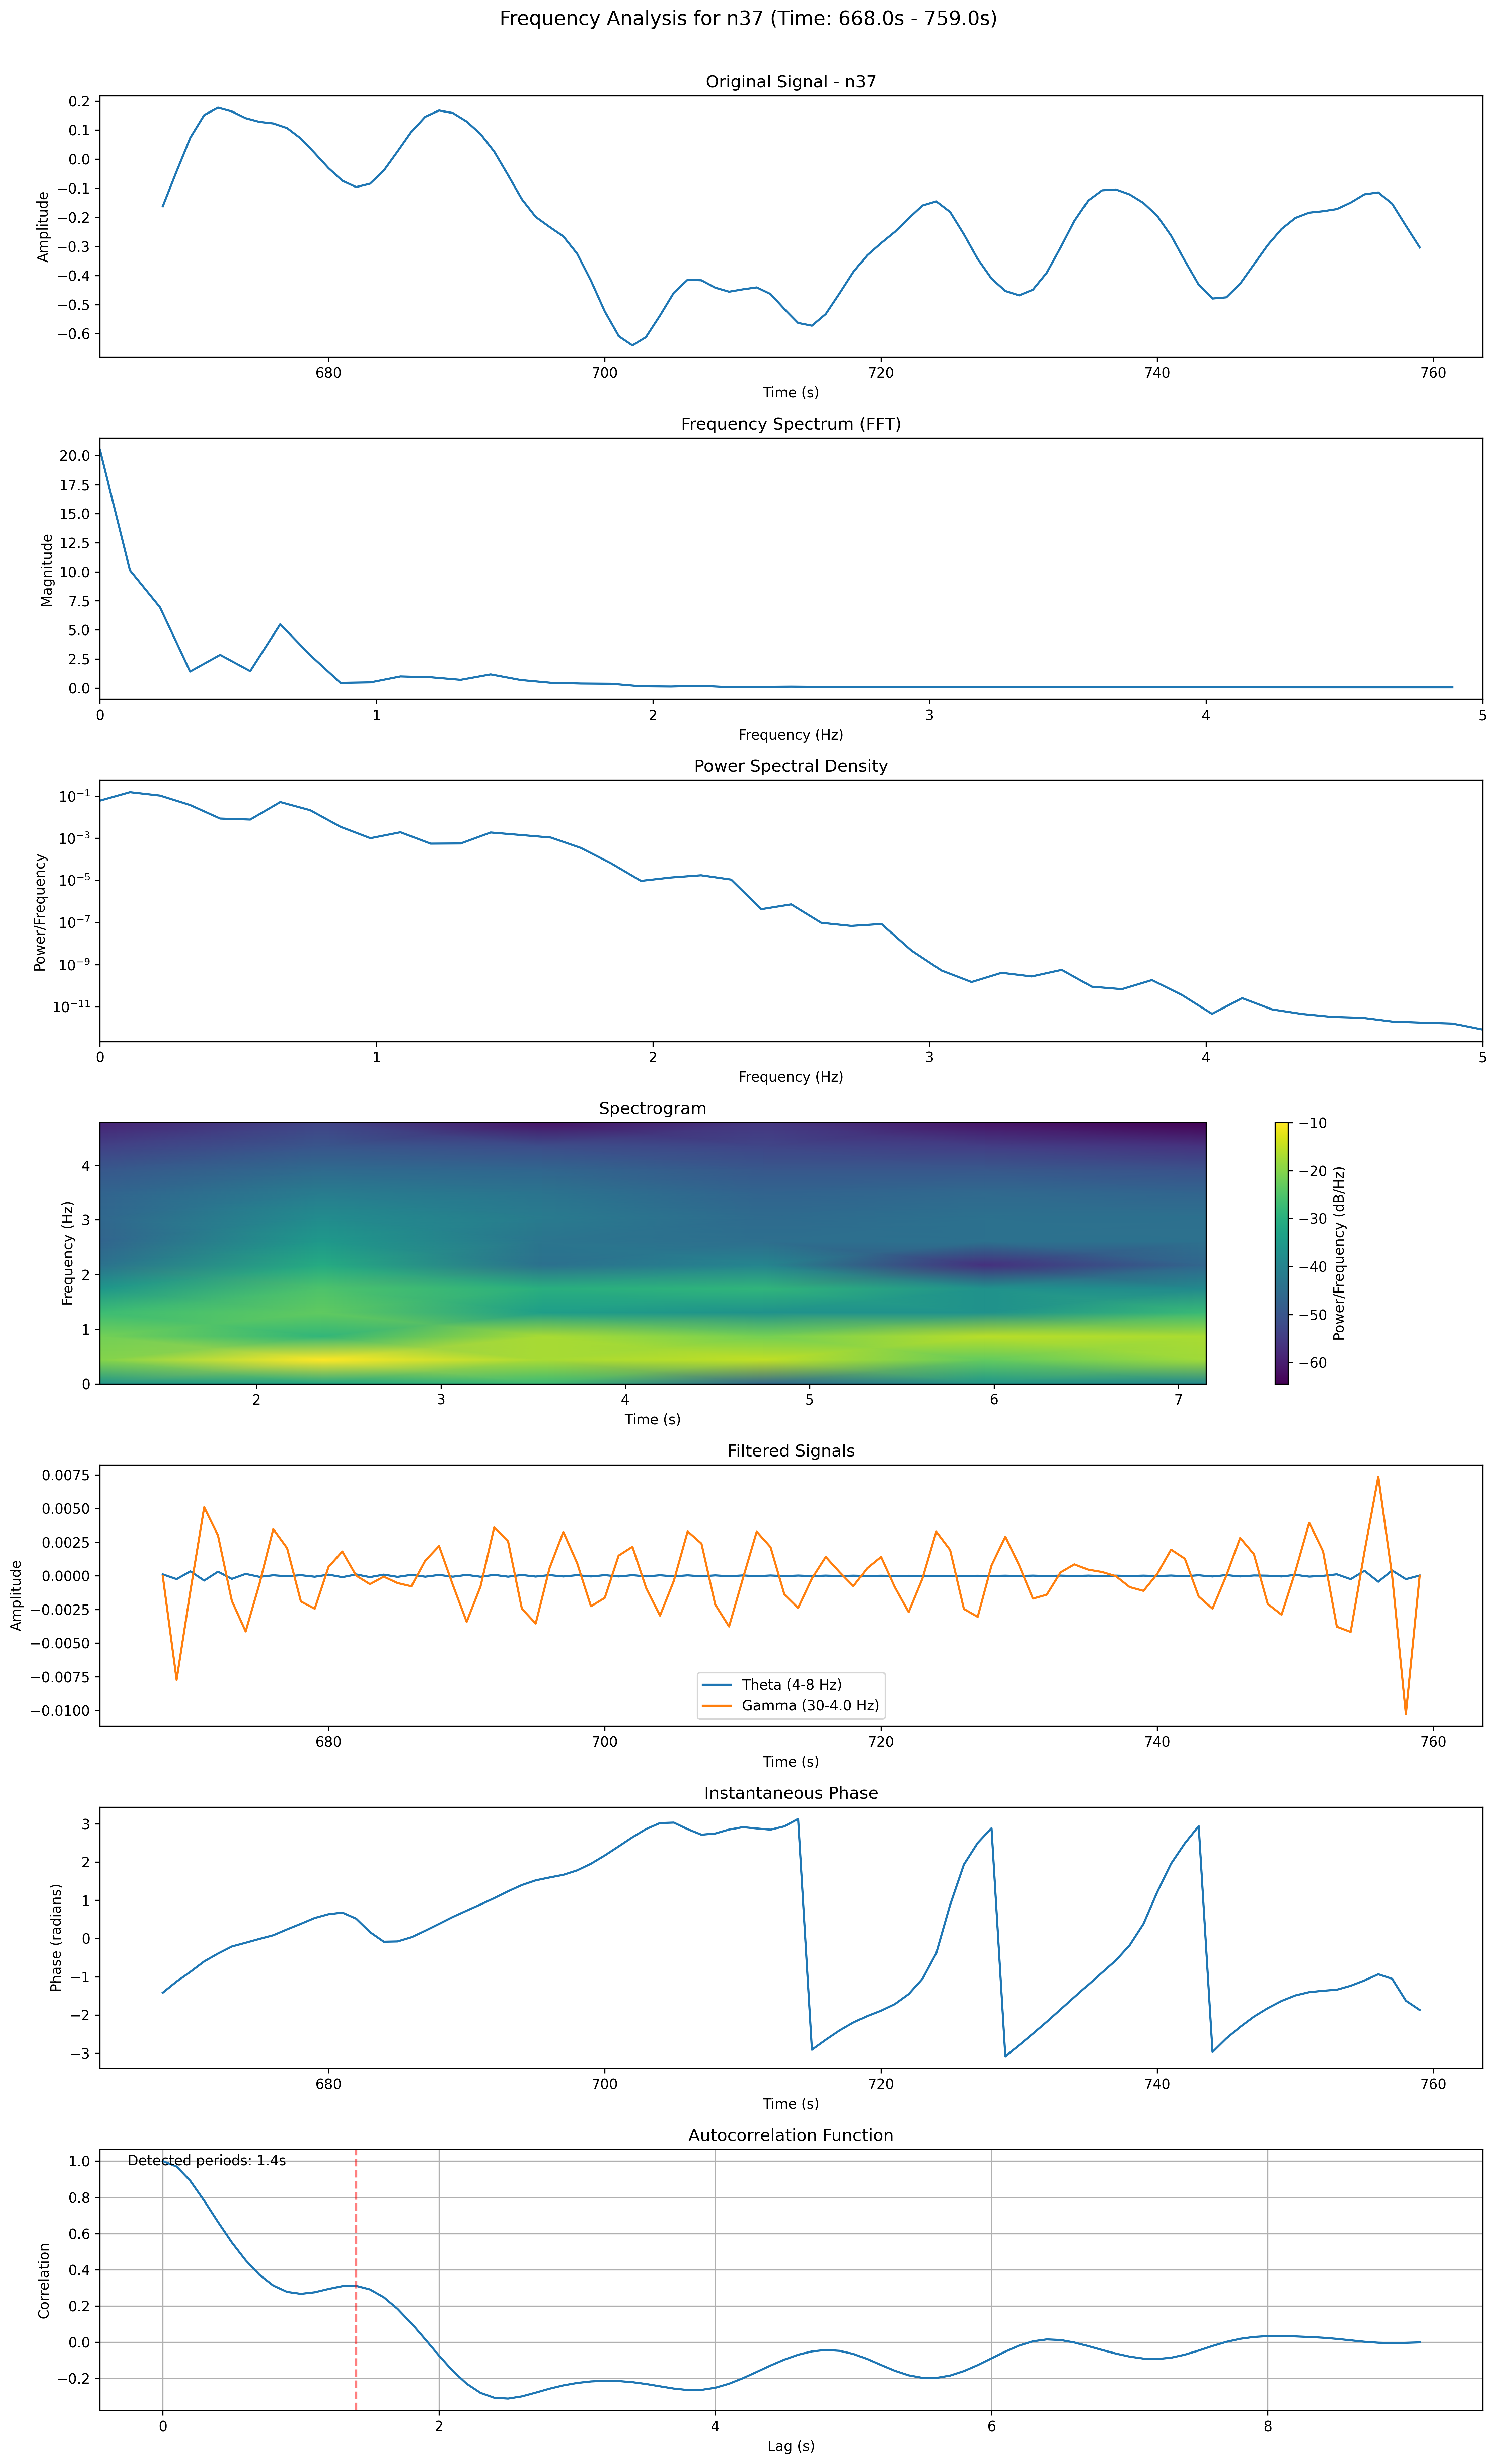 Frequency Analysis for n37 (Time: 668.0s - 759.0s)
Original Signal - n37
0.2
0.1
0.0
−0.1
−0.2
−0.3
−0.4
−0.5
−0.6
Amplitude
680 700 720 740 760
Time (s)
Frequency Spectrum (FFT)
20.0
17.5
15.0
12.5
10.0
7.5
5.0
2.5
0.0
Magnitude
0 1 2 3 4 5
Frequency (Hz)
Power Spectral Density
10⁻¹
10⁻³
10⁻⁵
10⁻⁷
10⁻⁹
10⁻¹¹
Power/Frequency
0 1 2 3 4 5
Frequency (Hz)
Spectrogram
4
3
2
1
0
Frequency (Hz)
2 3 4 5 6 7
Time (s)
−10
−20
−30
−40
−50
−60
Power/Frequency (dB/Hz)
Filtered Signals
0.0075
0.0050
0.0025
0.0000
−0.0025
−0.0050
−0.0075
−0.0100
Amplitude
Theta (4-8 Hz)
Gamma (30-4.0 Hz)
680 700 720 740 760
Time (s)
Instantaneous Phase
3
2
1
0
−1
−2
−3
Phase (radians)
680 700 720 740 760
Time (s)
Autocorrelation Function
Detected periods: 1.4s
1.0
0.8
0.6
0.4
0.2
0.0
−0.2
Correlation
0 2 4 6 8
Lag (s)